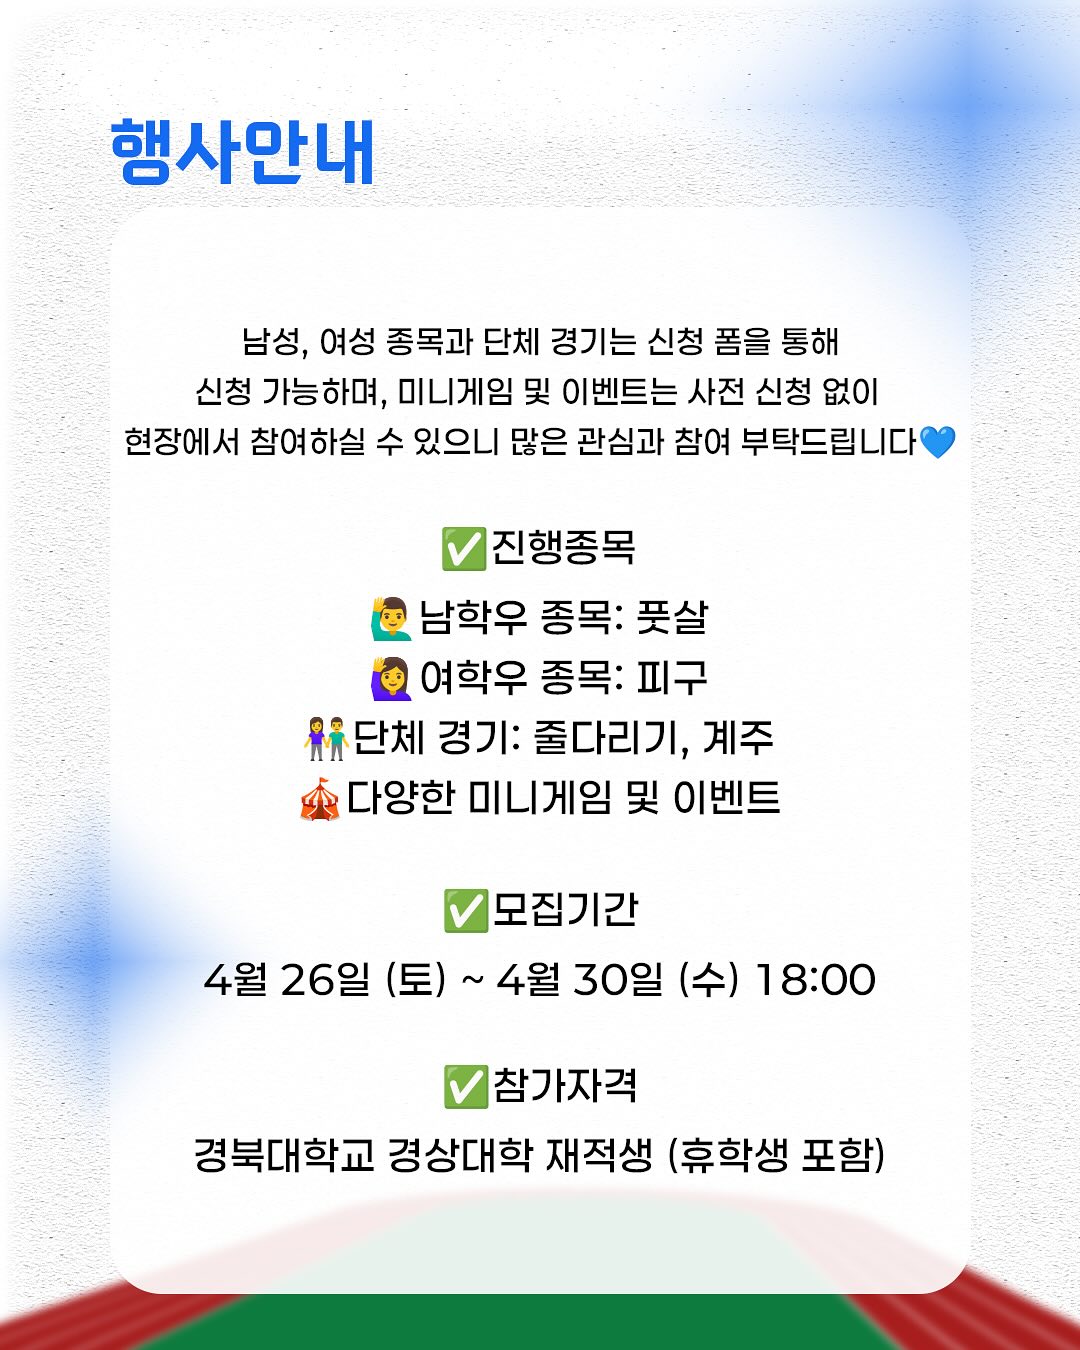 행사안내
남성, 여성 종목과 단체 경기는 신청 폼을 통해
신청 가능하며, 미니게임 및 이벤트는 사전 신청 없이
현장에서 참여하실 수 있으니 많은 관심과 참여 부탁드립니다💙
✅진행종목
🙋‍♂️남학우 종목: 풋살
🙋‍♀️여학우 종목: 피구
👫단체 경기: 줄다리기, 계주
🎪다양한 미니게임 및 이벤트
✅모집기간
4월 26일 (토) ~ 4월 30일 (수) 18:00
✅참가자격
경북대학교 경상대학 재적생 (휴학생 포함)